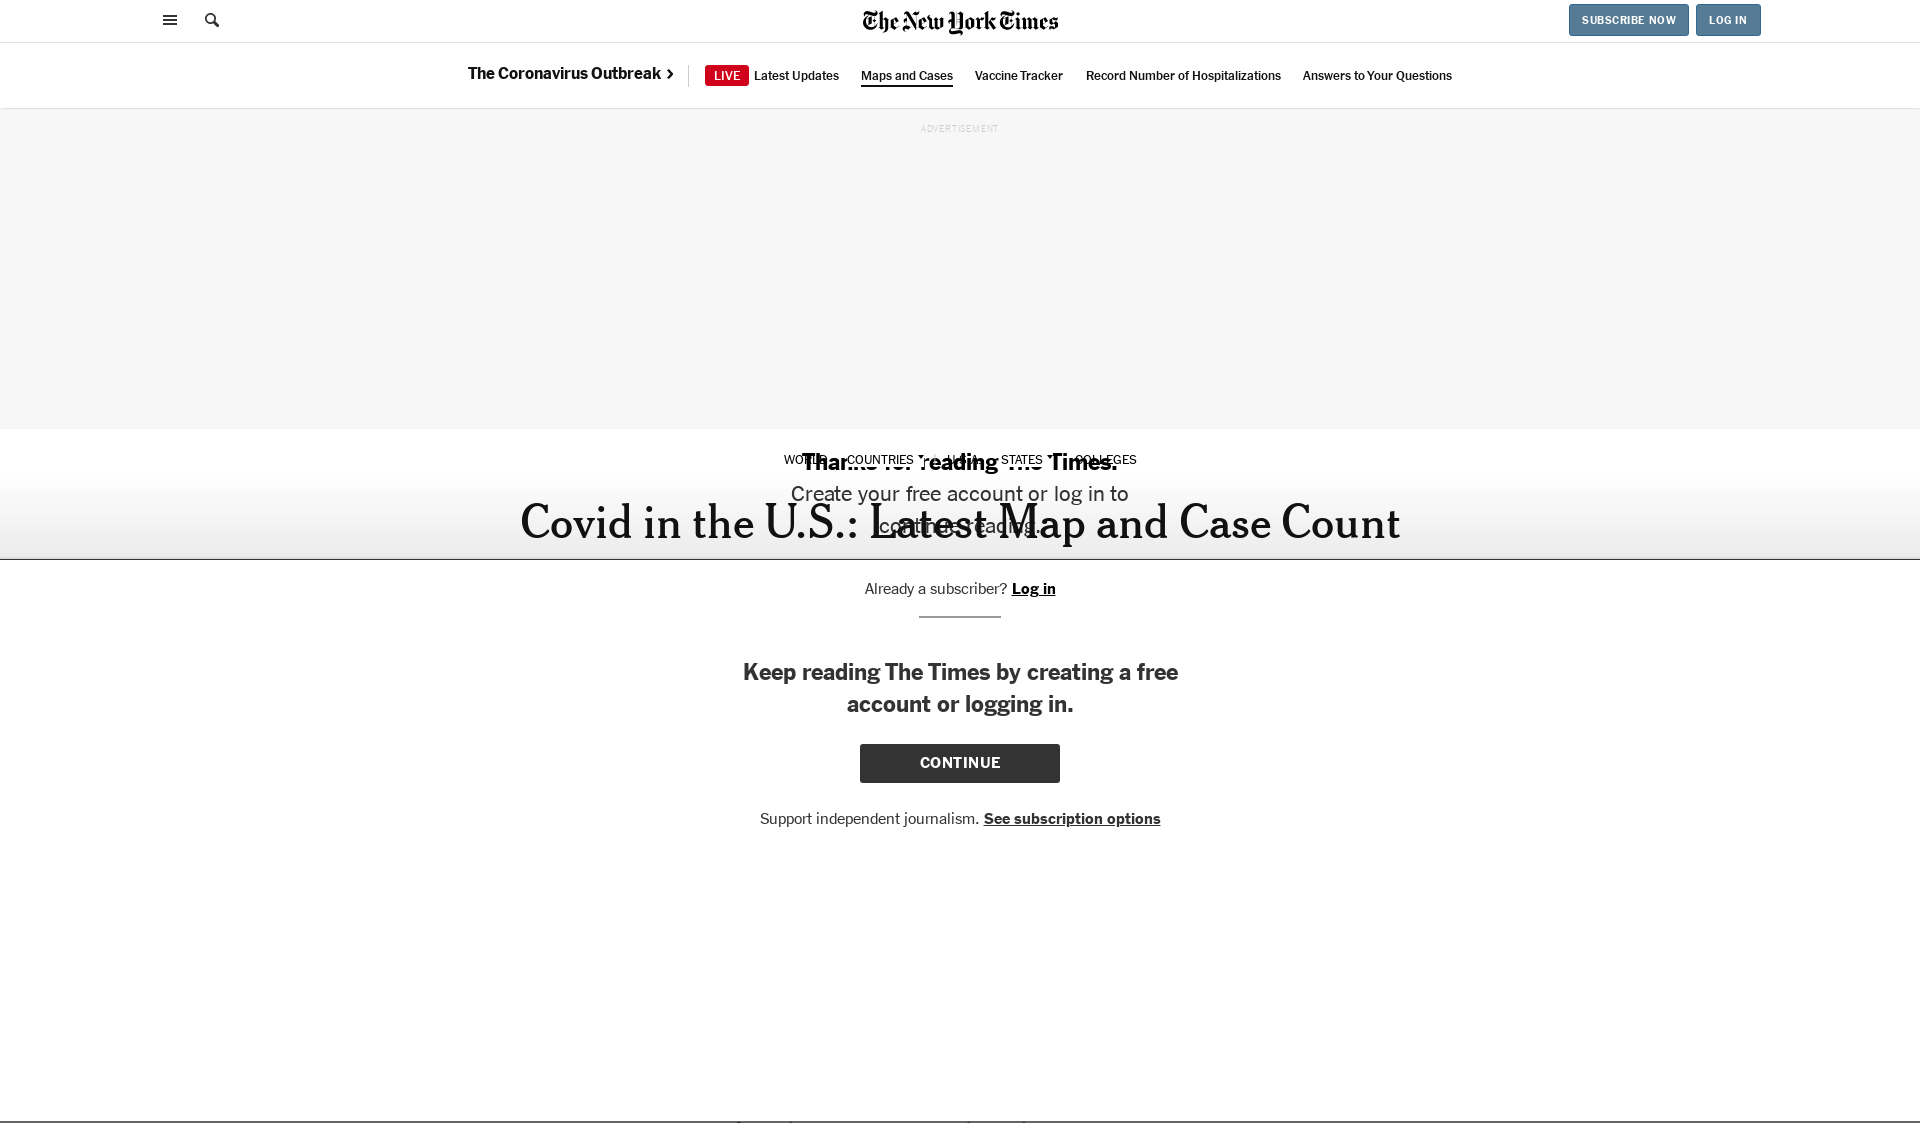 The New York Times
SUBSCRIBE NOW
LOG IN
The Coronavirus Outbreak
LIVE Latest Updates
Maps and Cases
Vaccine Tracker
Record Number of Hospitalizations
Answers to Your Questions
ADVERTISEMENT
WORLD COUNTRIES U.S.A. STATES COLLEGES
Thanks for reading The Times.
Create your free account or log in to
continue reading.
Covid in the U.S.: Latest Map and Case Count
Already a subscriber? Log in
Keep reading The Times by creating a free
account or logging in.
CONTINUE
Support independent journalism. See subscription options